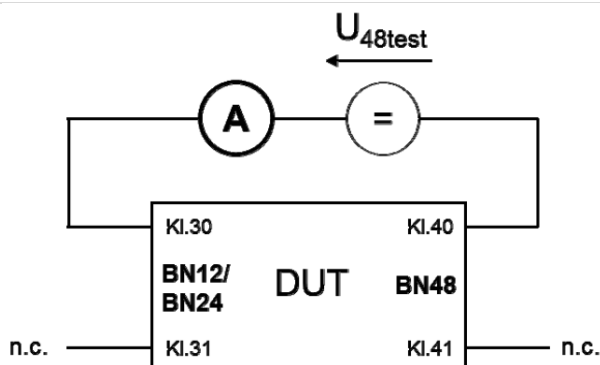 U48test
A
=
Kl.30
Kl.40
BN12/
BN24
DUT
BN48
n.c.
Kl.31
Kl.41
n.c.